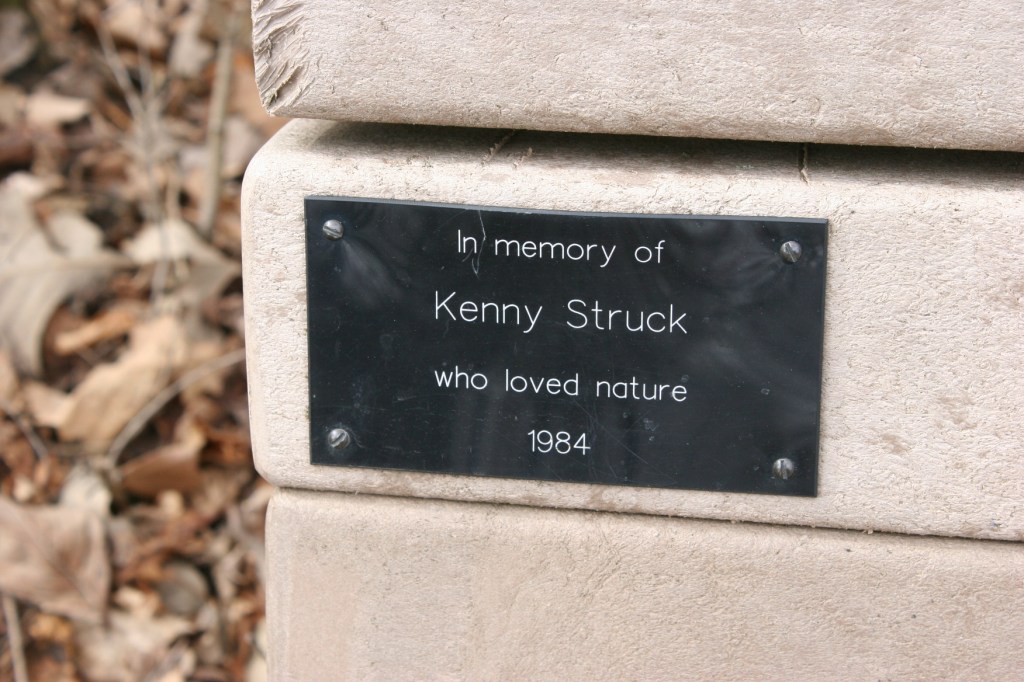 In memory of
Kenny Struck
who loved nature
1984